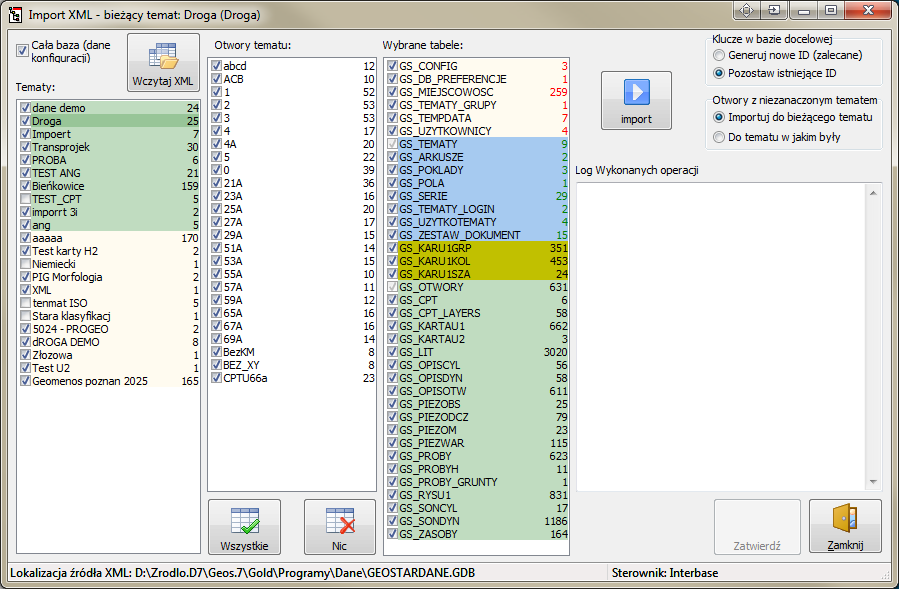 Import XML - bieżący temat: Droga (Droga)
Cała baza (dane konfiguracji)
Wczytaj XML
Tematy:
dane demo 24
Droga 25
Impoert 7
Transprojek 30
PROBA 6
TEST ANG 21
Bieńkowice 159
TEST_CPT 5
imporrt 3i 2
ang 5
aaaaa 170
Test karty H2 2
Niemiecki 1
PIG Morfologia 2
XML 1
tenmat ISO 5
Stara klasyfikacj 1
5024 - PROGEO 2
dROGA DEMO 8
Złozowa 1
Test U2 1
Geomenos poznan 2025 165
Otwory tematu:
abcd 12
ACB 10
1 52
2 53
3 53
4 17
4A 20
5 22
0 39
21A 36
23A 16
25A 20
27A 17
29A 15
51A 14
53A 15
55A 10
57A 11
59A 12
65A 16
67A 16
69A 14
BezKM 8
BEZ_XY 8
CPTU66a 23
Wszystkie
Nic
Wybrane tabele:
GS_CONFIG 3
GS_DB_PREFERENCJE 1
GS_MIEJSCOWOSC 259
GS_TEMATY_GRUPY 1
GS_TEMPDATA 7
GS_UZYTKOWNICY 4
GS_TEMATY 9
GS_ARKUSZE 2
GS_POKLADY 3
GS_POLA 1
GS_SERIE 29
GS_TEMATY_LOGIN 2
GS_UZYTKOTEMATY 4
GS_ZESTAW_DOKUMENT 15
GS_KARU1GRP 351
GS_KARU1KOL 453
GS_KARU1SZA 24
GS_OTWORY 631
GS_CPT 6
GS_CPT_LAYERS 58
GS_KARTAU1 662
GS_KARTAU2 3
GS_LIT 3020
GS_OPISCYL 56
GS_OPISDYN 58
GS_OPISOTW 611
GS_PIEZOBS 25
GS_PIEZODCZ 79
GS_PIEZOM 23
GS_PIEZWAR 115
GS_PROBY 623
GS_PROBYH 11
GS_PROBY_GRUNTY 1
GS_RYSU1 831
GS_SONCYL 17
GS_SONDYN 1186
GS_ZASOBY 164
import
Klucze w bazie docelowej
Generuj nowe ID (zalecane)
Pozostaw istniejące ID
Otwory z niezaznaczonym tematem
Importuj do bieżącego tematu
Do tematu w jakim były
Log Wykonanych operacji
Zatwierdź
Zamknij
Lokalizacja źródła XML: D:\Zrodlo.D7\Geos.7\Gold\Programy\Dane\GEOSTARDANE.GDB
Sterownik: Interbase